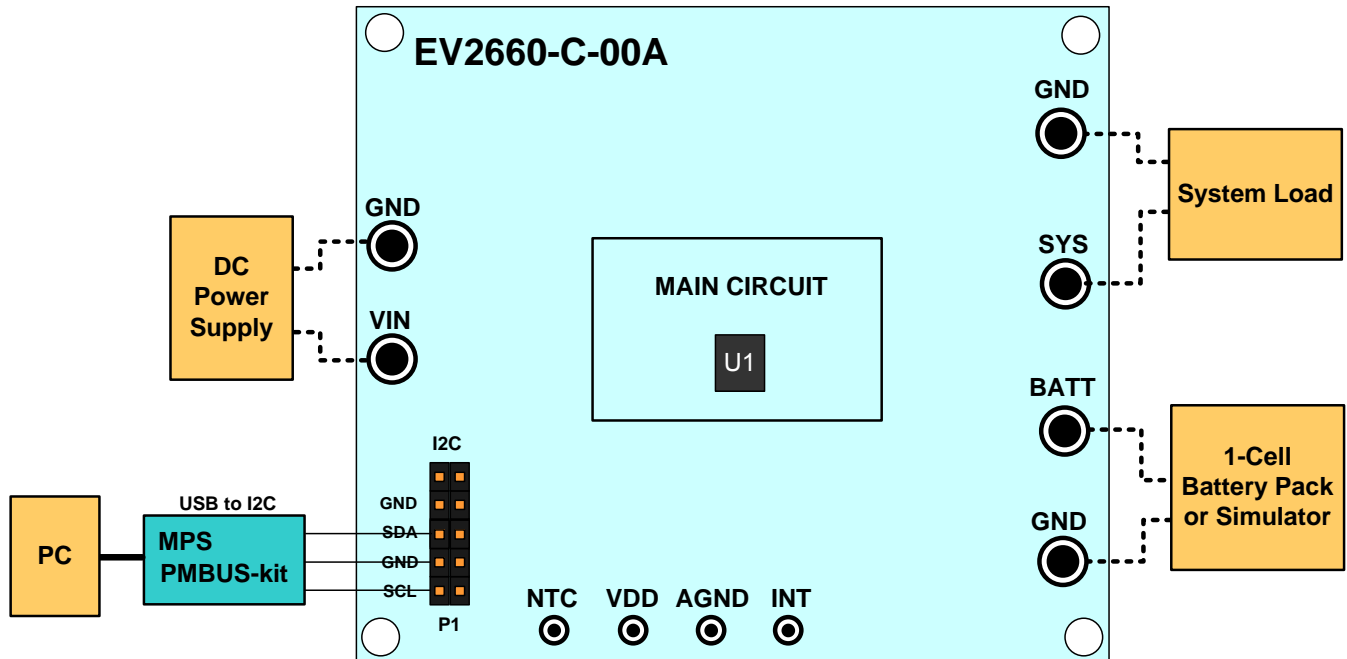 EV2660-C-00A
GND
System Load
SYS
GND
DC
Power
Supply
VIN
MAIN CIRCUIT
U1
BATT
1-Cell
Battery Pack
or Simulator
GND
I2C
GND
SDA
GND
SCL
P1
USB to I2C
MPS
PMBUS-kit
PC
NTC
VDD
AGND
INT